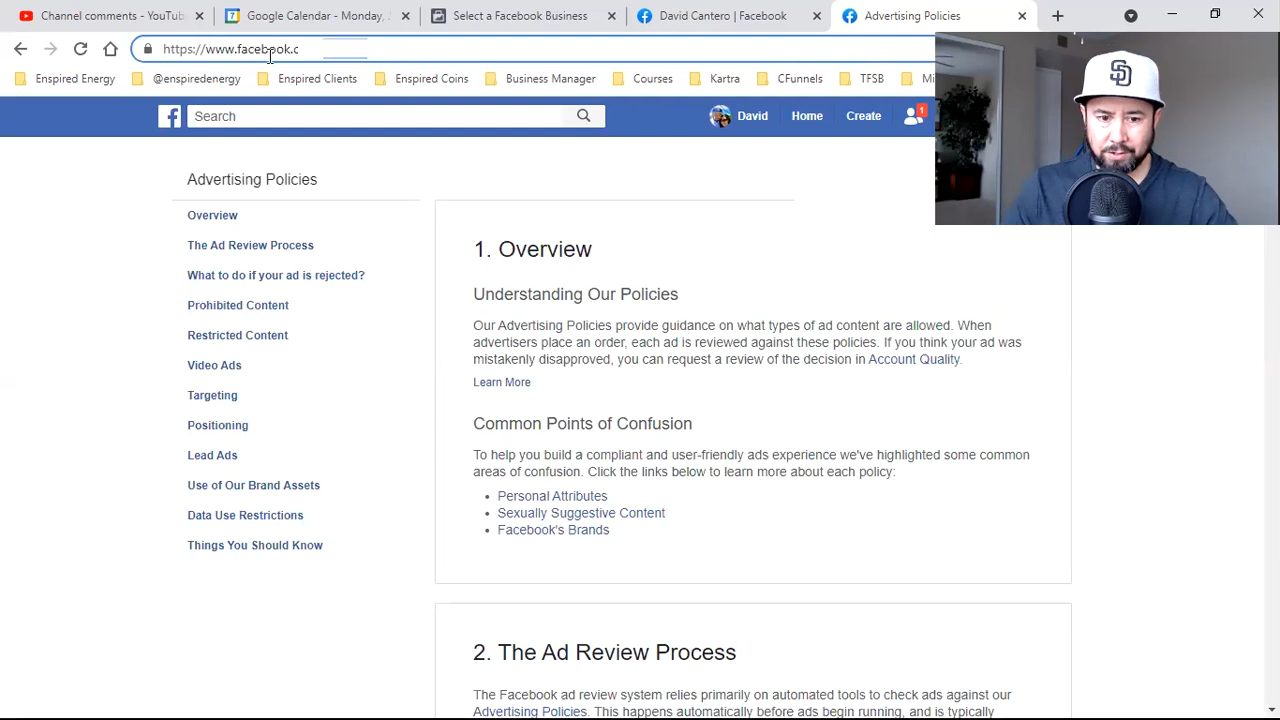 Channel comments - YouTub
Google Calendar - Monday,
Select a Facebook Business
David Cantero | Facebook
Advertising Policies
https://www.facebook.c
Enspired Energy
@enspiredenergy
Enspired Clients
Enspired Coins
Business Manager
Courses
Kartra
CFunnels
TFSB
Mi
Search
David
Home
Create
1
SD
Advertising Policies
Overview
The Ad Review Process
What to do if your ad is rejected?
Prohibited Content
Restricted Content
Video Ads
Targeting
Positioning
Lead Ads
Use of Our Brand Assets
Data Use Restrictions
Things You Should Know
1. Overview
Understanding Our Policies
Our Advertising Policies provide guidance on what types of ad content are allowed. When
advertisers place an order, each ad is reviewed against these policies. If you think your ad was
mistakenly disapproved, you can request a review of the decision in Account Quality.
Learn More
Common Points of Confusion
To help you build a compliant and user-friendly ads experience we've highlighted some common
areas of confusion. Click the links below to learn more about each policy:
• Personal Attributes
• Sexually Suggestive Content
• Facebook's Brands
2. The Ad Review Process
The Facebook ad review system relies primarily on automated tools to check ads against our
Advertising Policies. This happens automatically before ads begin running, and is typically